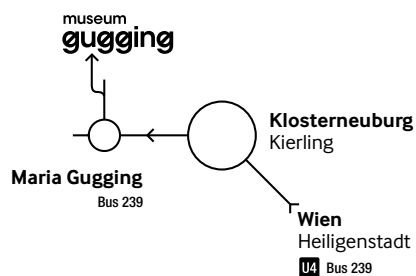 museum
gugging
Klosterneuburg
Kierling
Maria Gugging
Bus 239
Wien
Heiligenstadt
U4 Bus 239